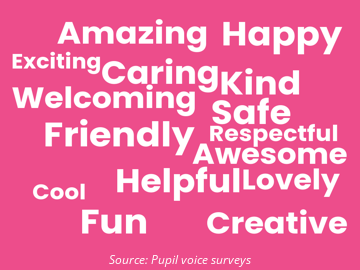 Amazing Happy
Exciting Caring Kind
Welcoming Safe
Friendly Respectful
Awesome
Helpful Lovely
Cool
Fun Creative
Source: Pupil voice surveys